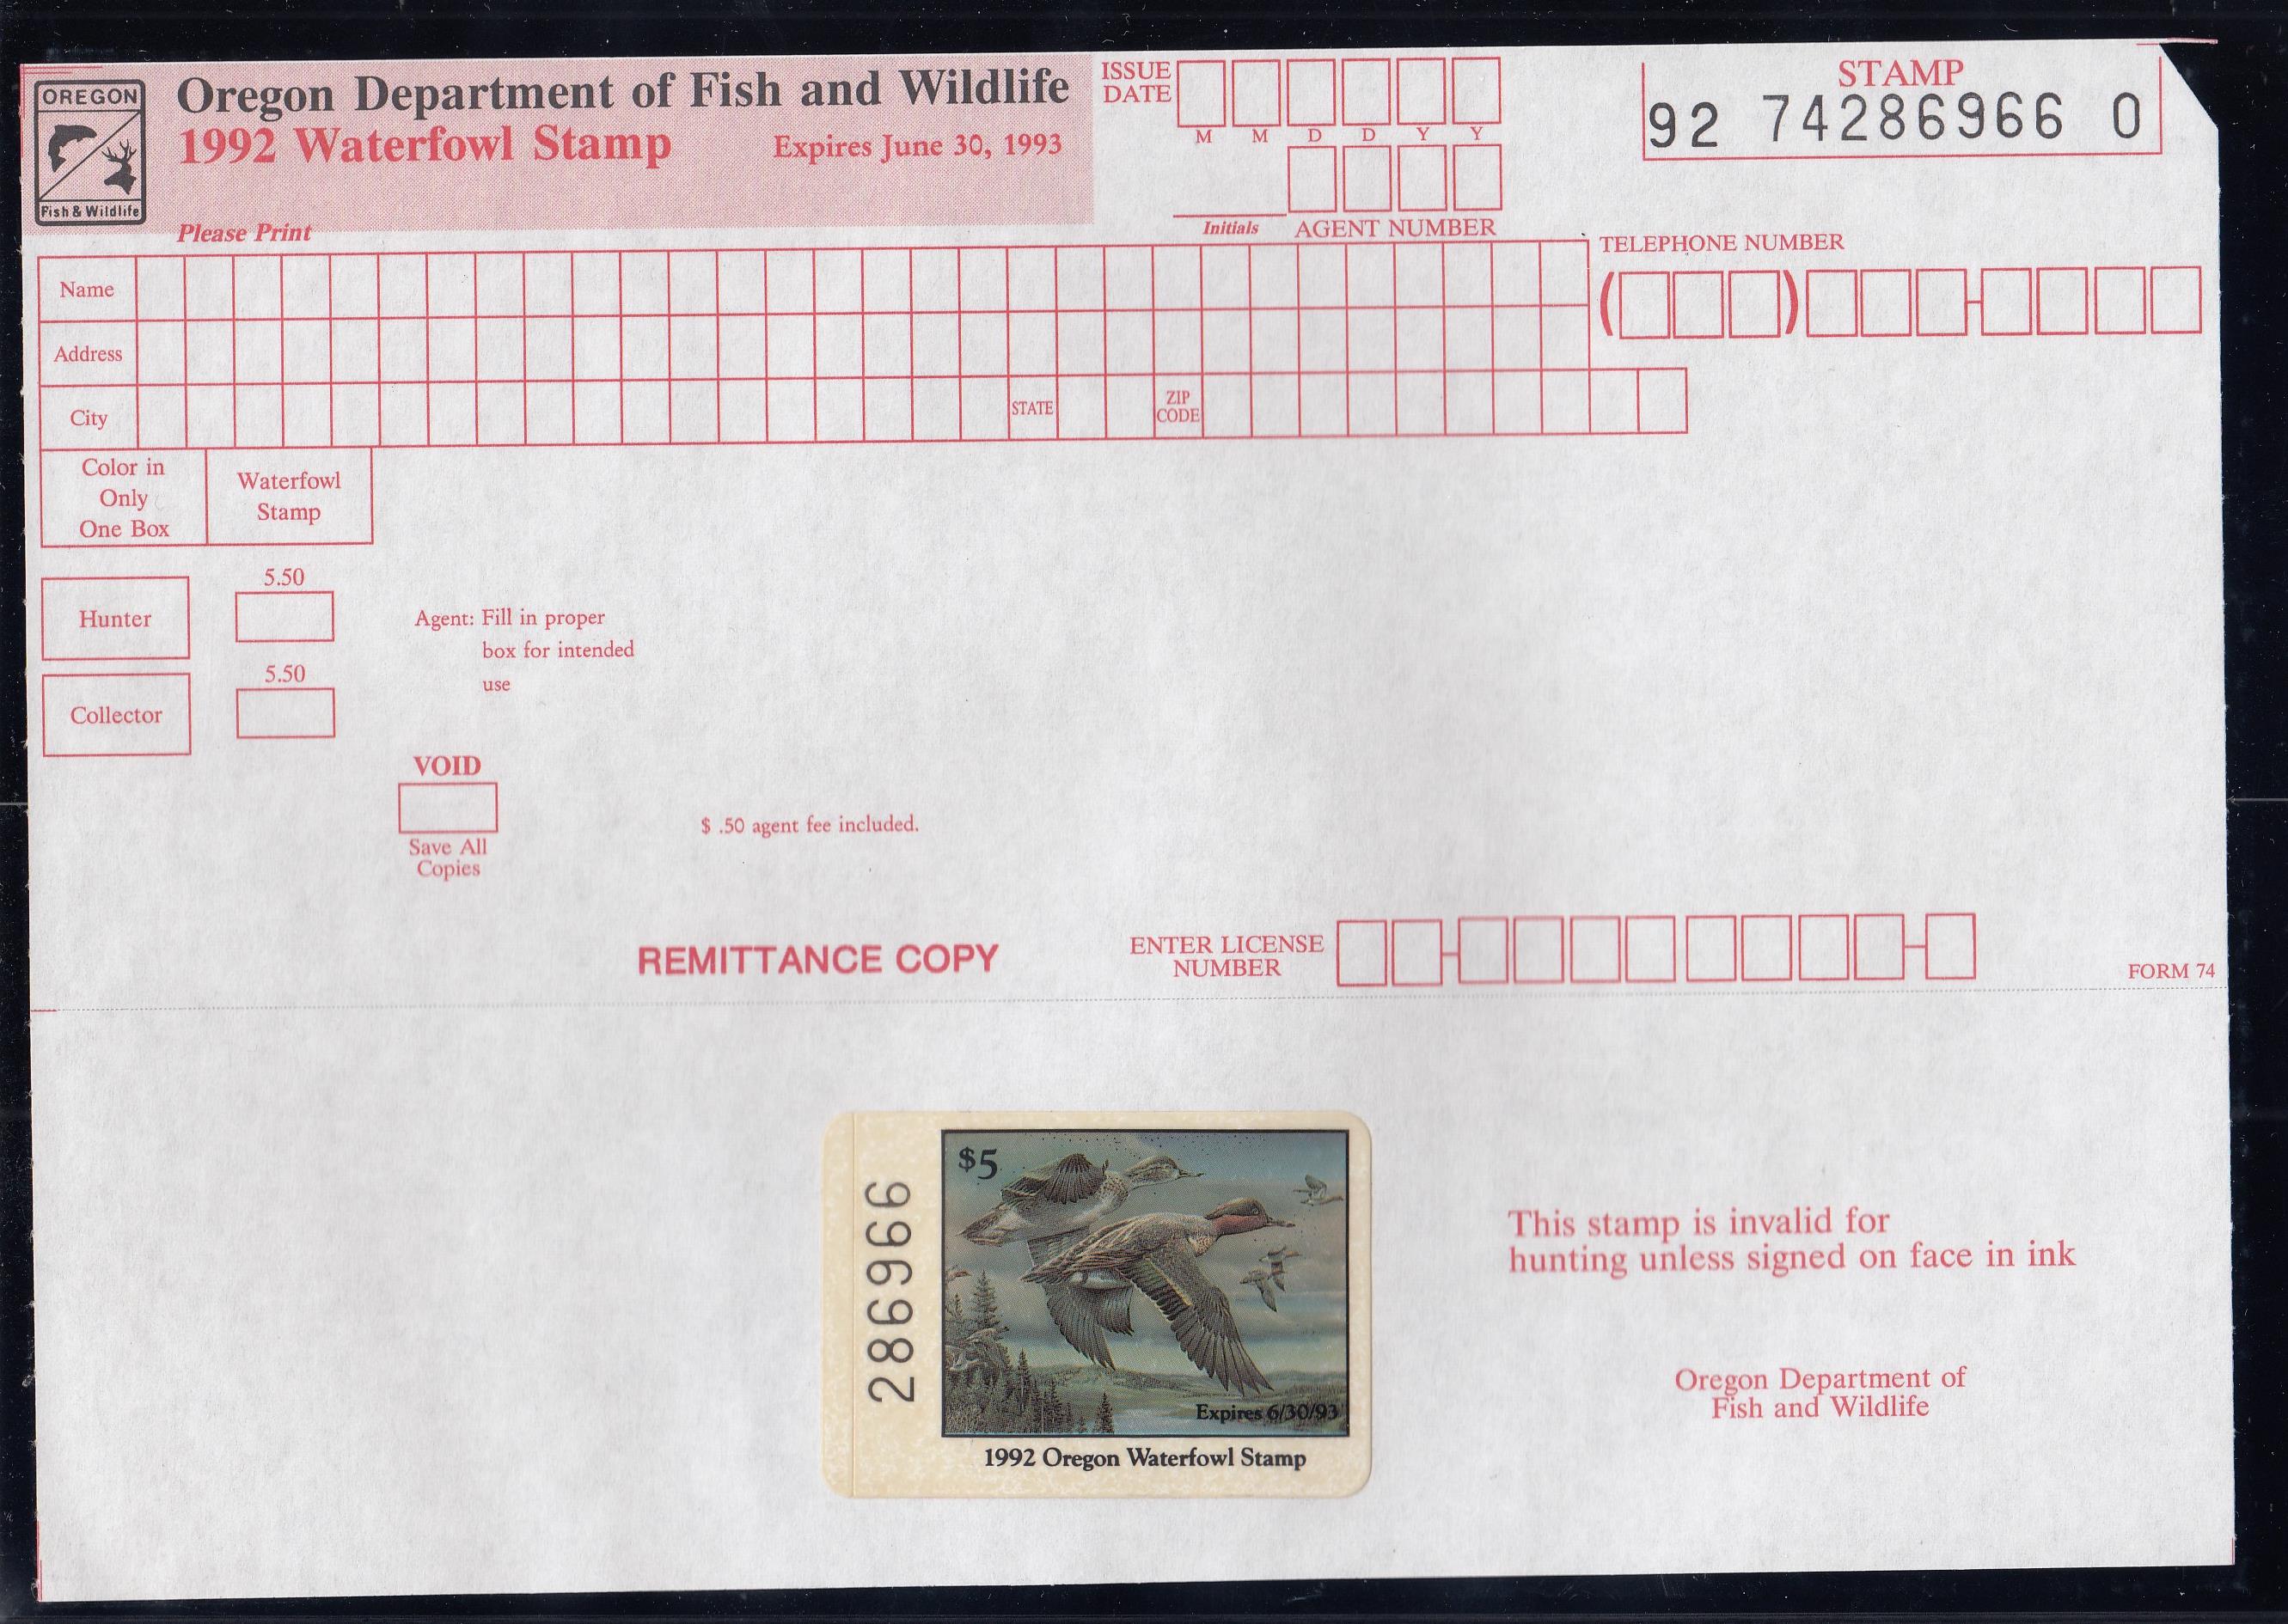 OREGON
Fish & Wildlife
Oregon Department of Fish and Wildlife
1992 Waterfowl Stamp Expires June 30, 1993
Please Print
ISSUE
DATE
M M D D Y Y
Initials AGENT NUMBER
STAMP
92 74286966 0
TELEPHONE NUMBER
( ) -
Name
Address
City STATE ZIP CODE
Color in
Only
One Box
Waterfowl
Stamp
Hunter
5.50
Collector
5.50
Agent: Fill in proper
box for intended
use
VOID
Save All
Copies
$ .50 agent fee included.
REMITTANCE COPY
ENTER LICENSE
NUMBER
FORM 74
286966
$5
Expires 6/30/93
1992 Oregon Waterfowl Stamp
This stamp is invalid for
hunting unless signed on face in ink
Oregon Department of
Fish and Wildlife